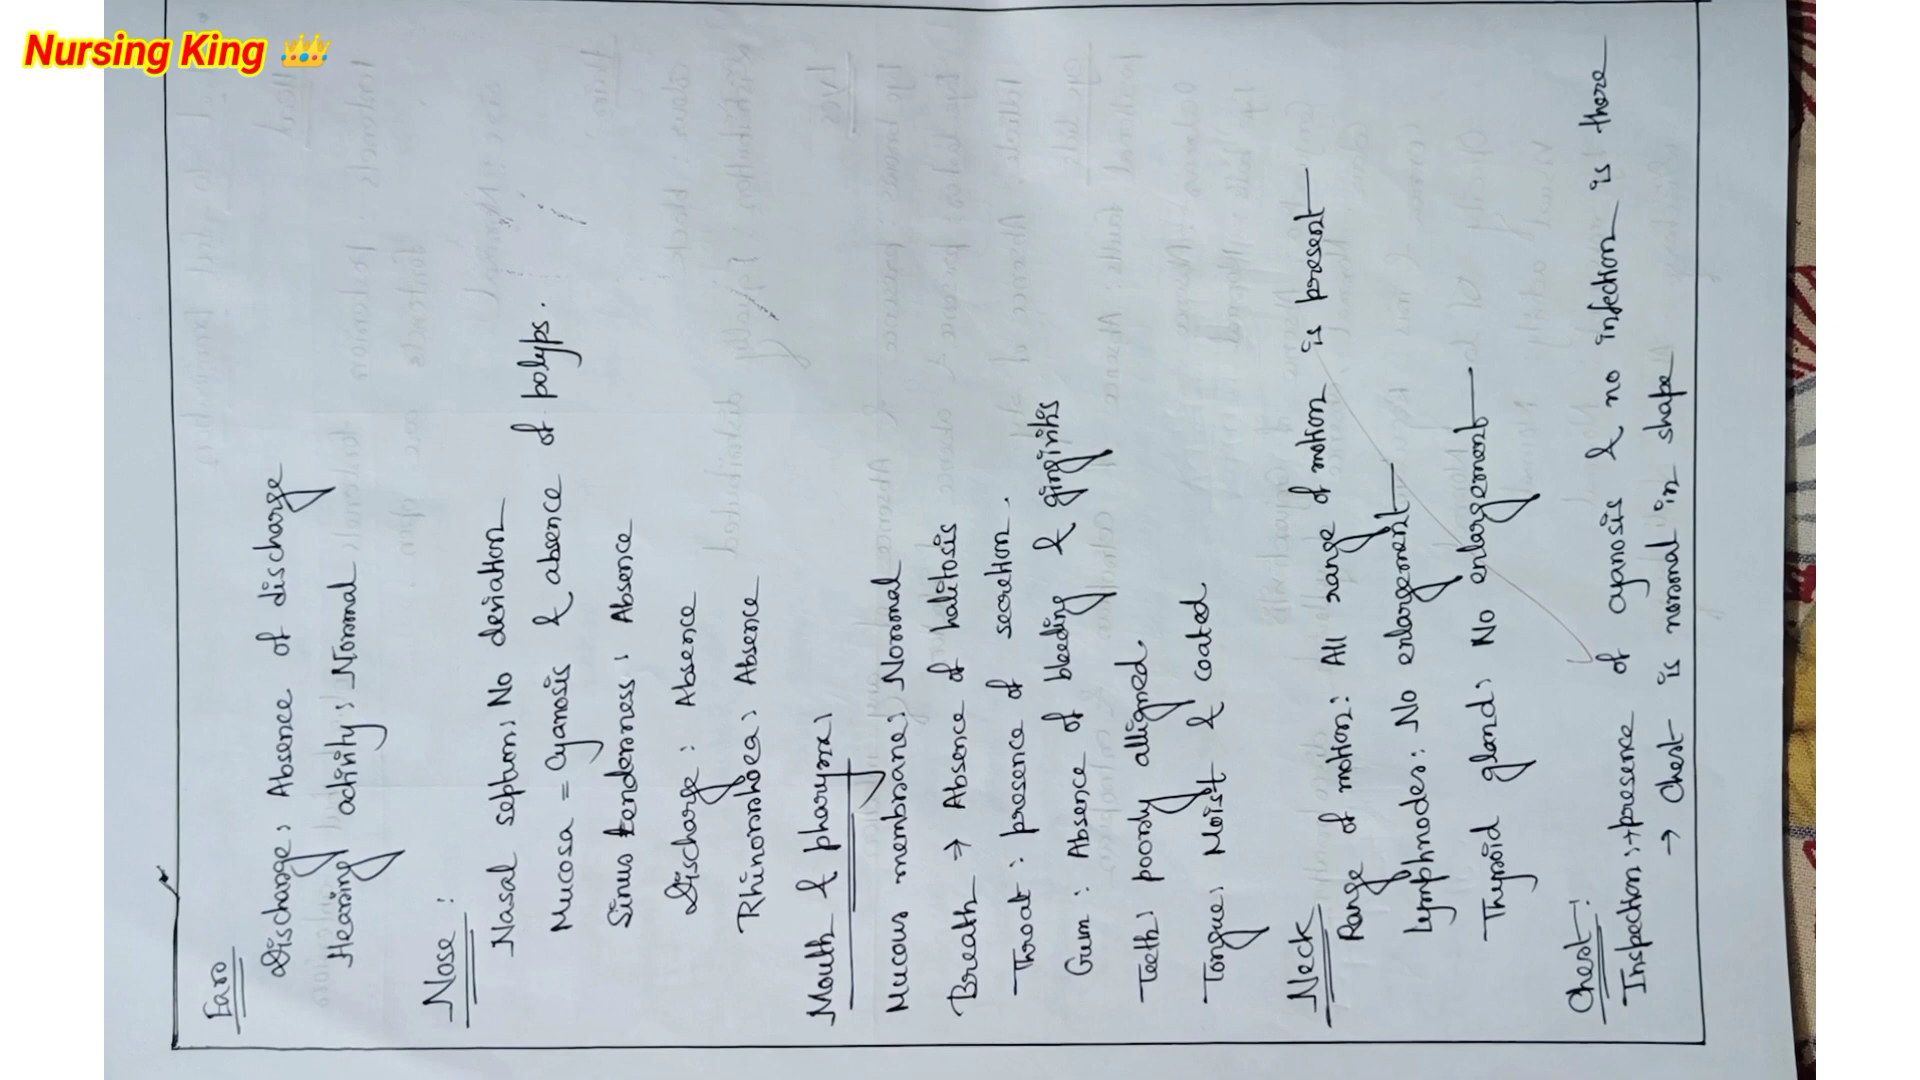 Nursing King 👑
Ear
Discharge: Absence of discharge
Hearing activity: Normal
Nose:
Nasal septum: No deviation
Mucosa = Cyanosis & absence of polyps.
Sinus tenderness: Absence
Discharge: Absence
Rhinorrhoea: Absence
Mouth & pharynx:
Mucous membrane: Normal
Breath → Absence of halitosis
Throat: presence of secretion.
Gum: Absence of bleeding & gingivitis
Teeth: poorly alligned.
Tongue: Moist & coated
Neck
Range of motion: All range of motion is present
Lymphnodes: No enlargement
Thyroid gland: No enlargement
Chest:
Inspection:→ presence of cyanosis & no infection is there
→ Chest is normal in shape